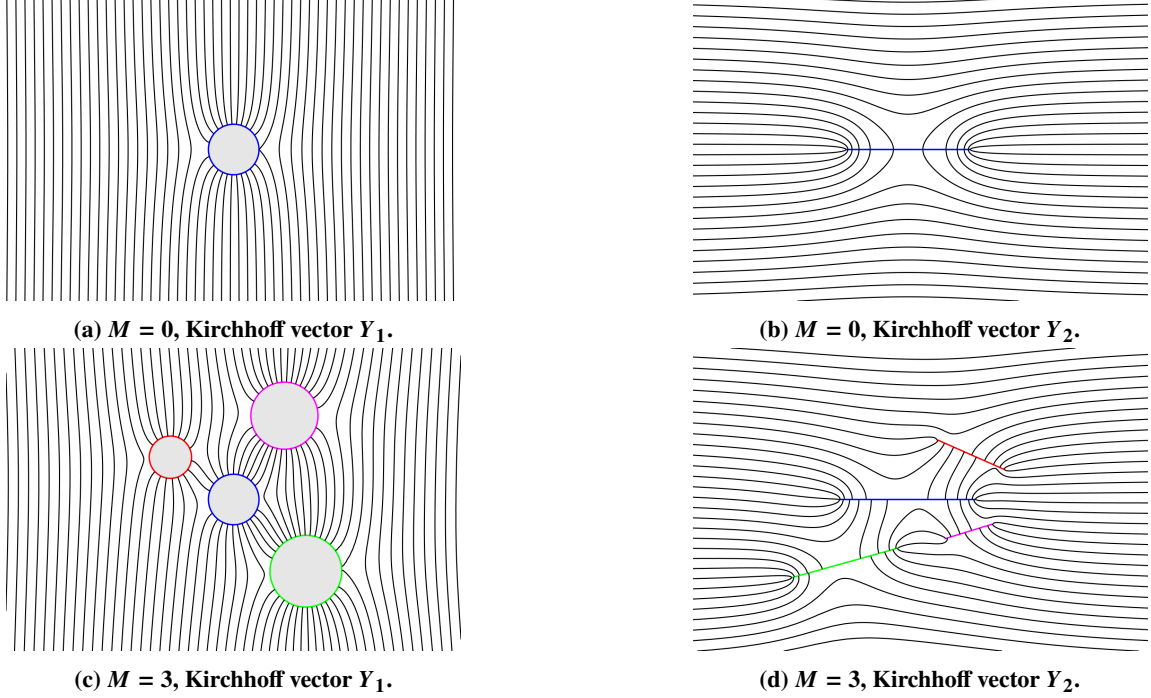 (a) M = 0, Kirchhoff vector Y₁.
(b) M = 0, Kirchhoff vector Y₂.
(c) M = 3, Kirchhoff vector Y₁.
(d) M = 3, Kirchhoff vector Y₂.